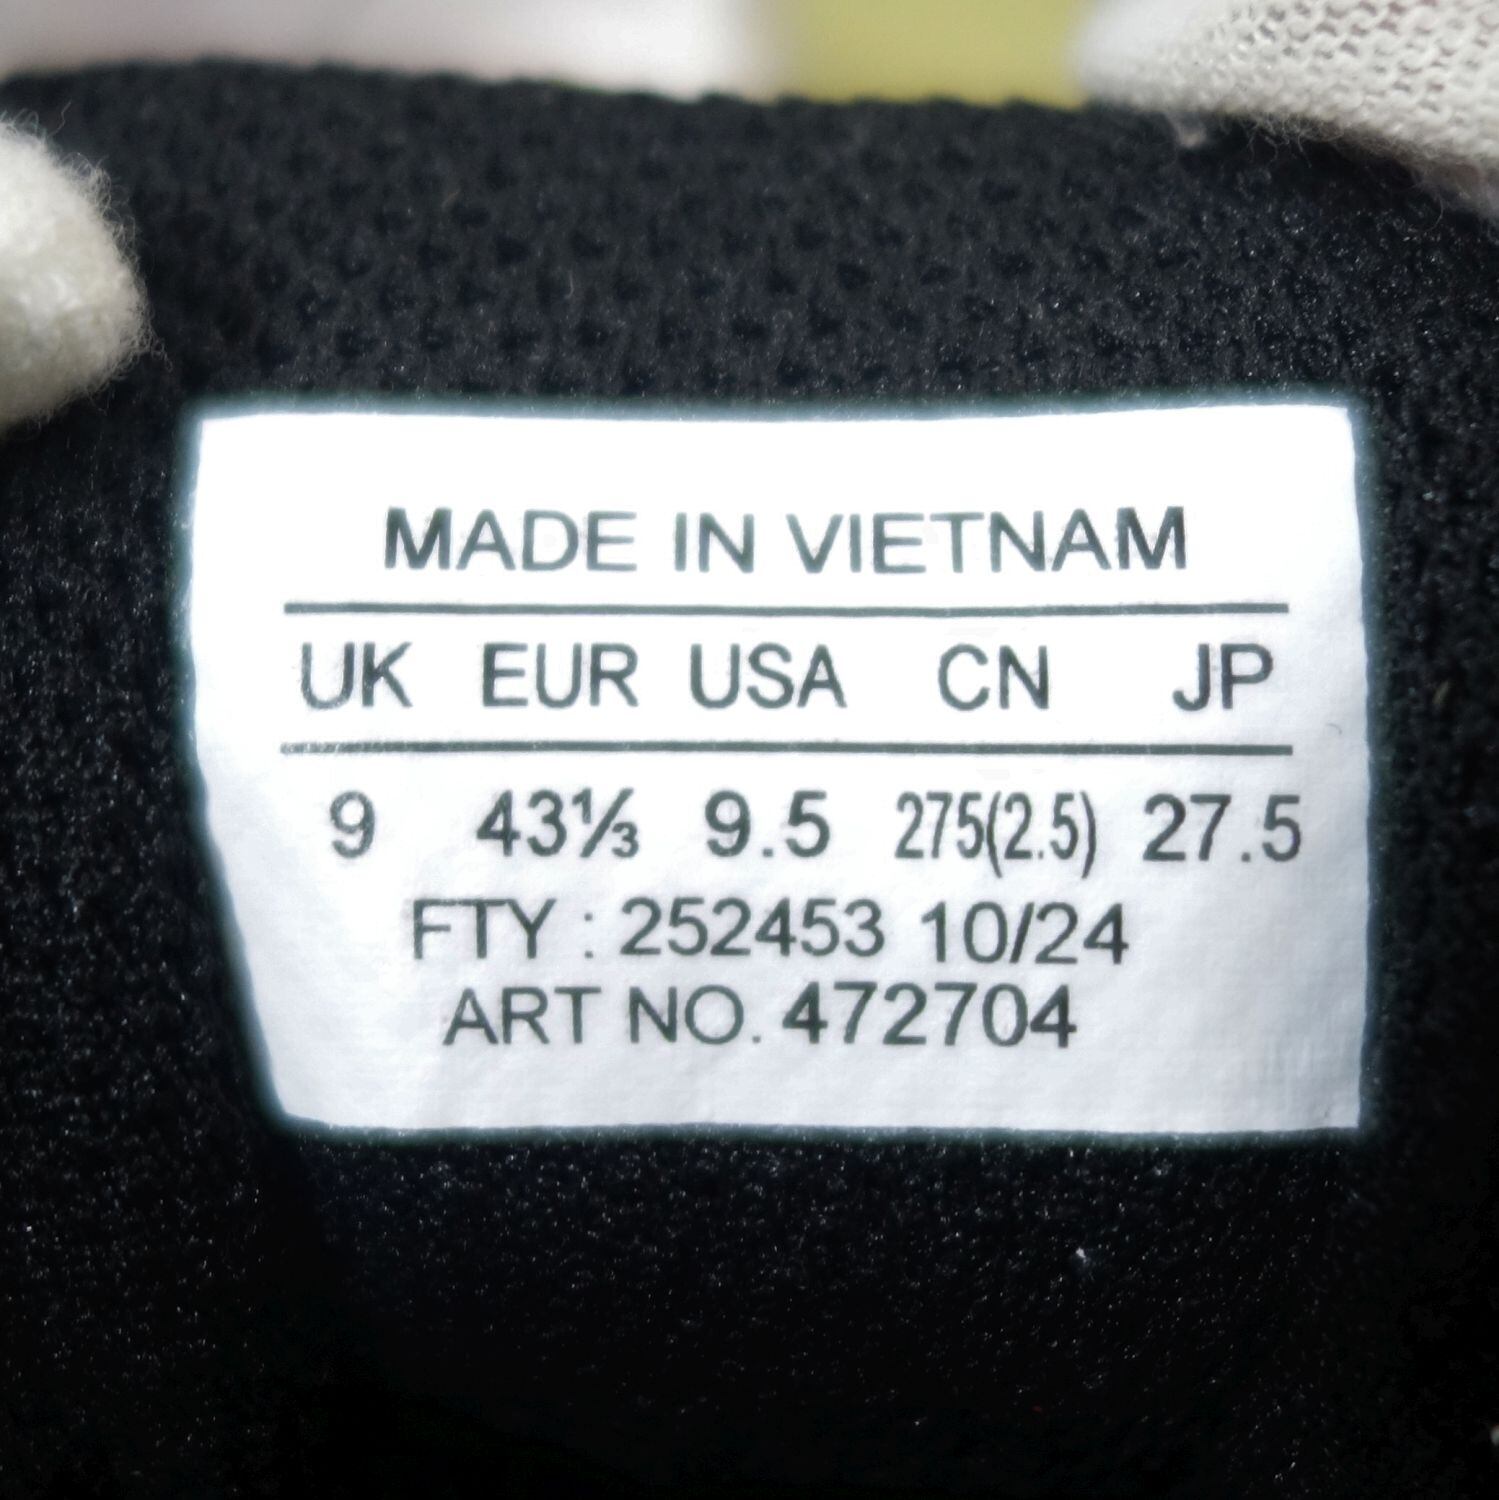 MADE IN VIETNAM
UK EUR USA CN JP
9 43⅓ 9.5 275(2.5) 27.5
FTY : 252453 10/24
ART NO. 472704